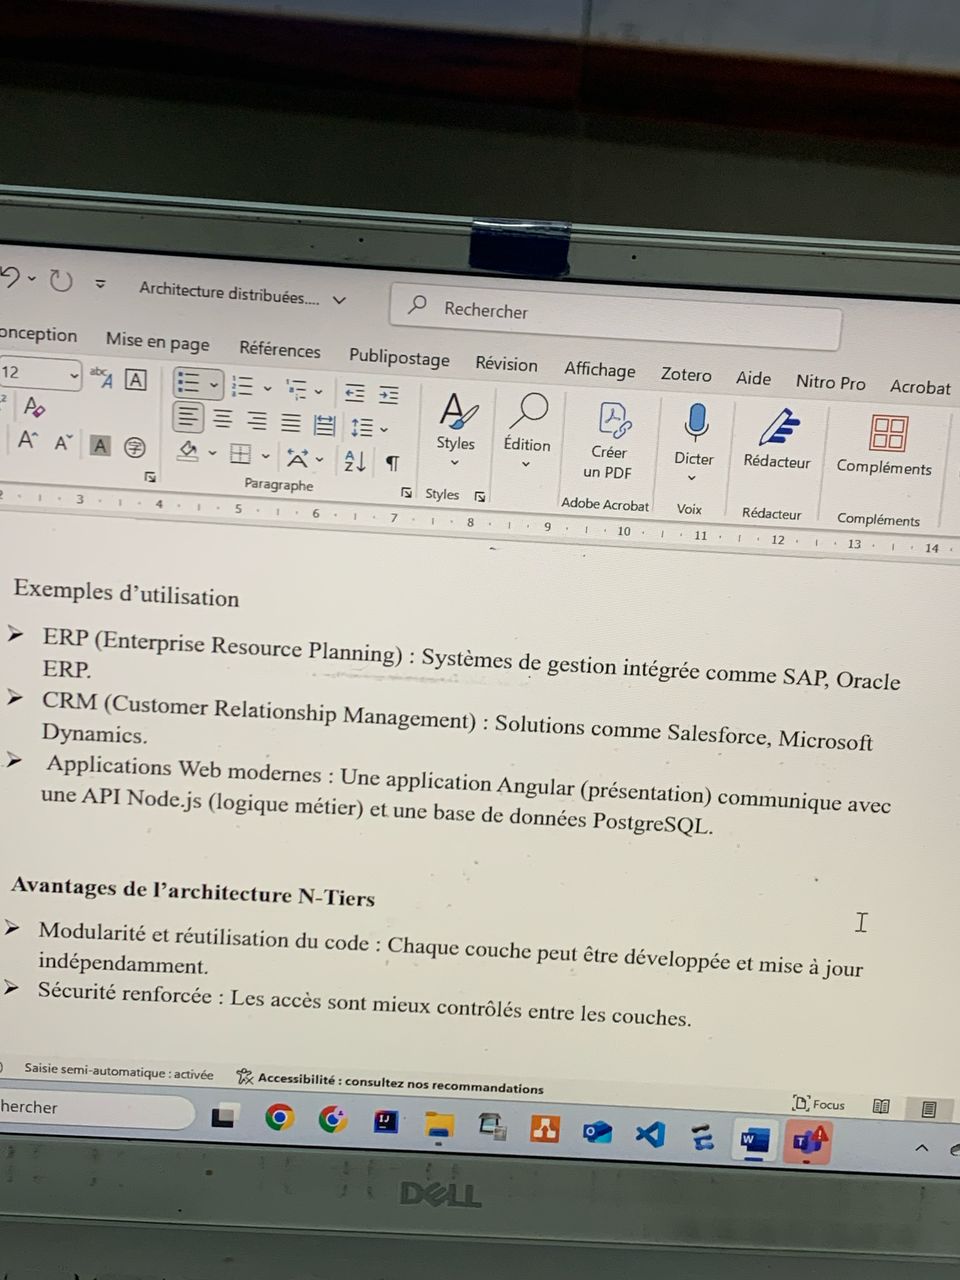 Architecture distribuées....
Rechercher
onception Mise en page Références Publipostage Révision Affichage Zotero Aide Nitro Pro Acrobat
12
Styles
Édition
Créer
un PDF
Dicter
Rédacteur
Compléments
Paragraphe
Styles
Adobe Acrobat
Voix
Rédacteur
Compléments
2 3 4 5 6 7 8 9 10 11 12 13 14
Exemples d’utilisation
➤ ERP (Enterprise Resource Planning) : Systèmes de gestion intégrée comme SAP, Oracle
ERP.
➤ CRM (Customer Relationship Management) : Solutions comme Salesforce, Microsoft
Dynamics.
➤ Applications Web modernes : Une application Angular (présentation) communique avec
une API Node.js (logique métier) et une base de données PostgreSQL.
Avantages de l’architecture N-Tiers
➤ Modularité et réutilisation du code : Chaque couche peut être développée et mise à jour
indépendamment.
➤ Sécurité renforcée : Les accès sont mieux contrôlés entre les couches.
Saisie semi-automatique : activée Accessibilité : consultez nos recommandations
Focus
hercher
DELL